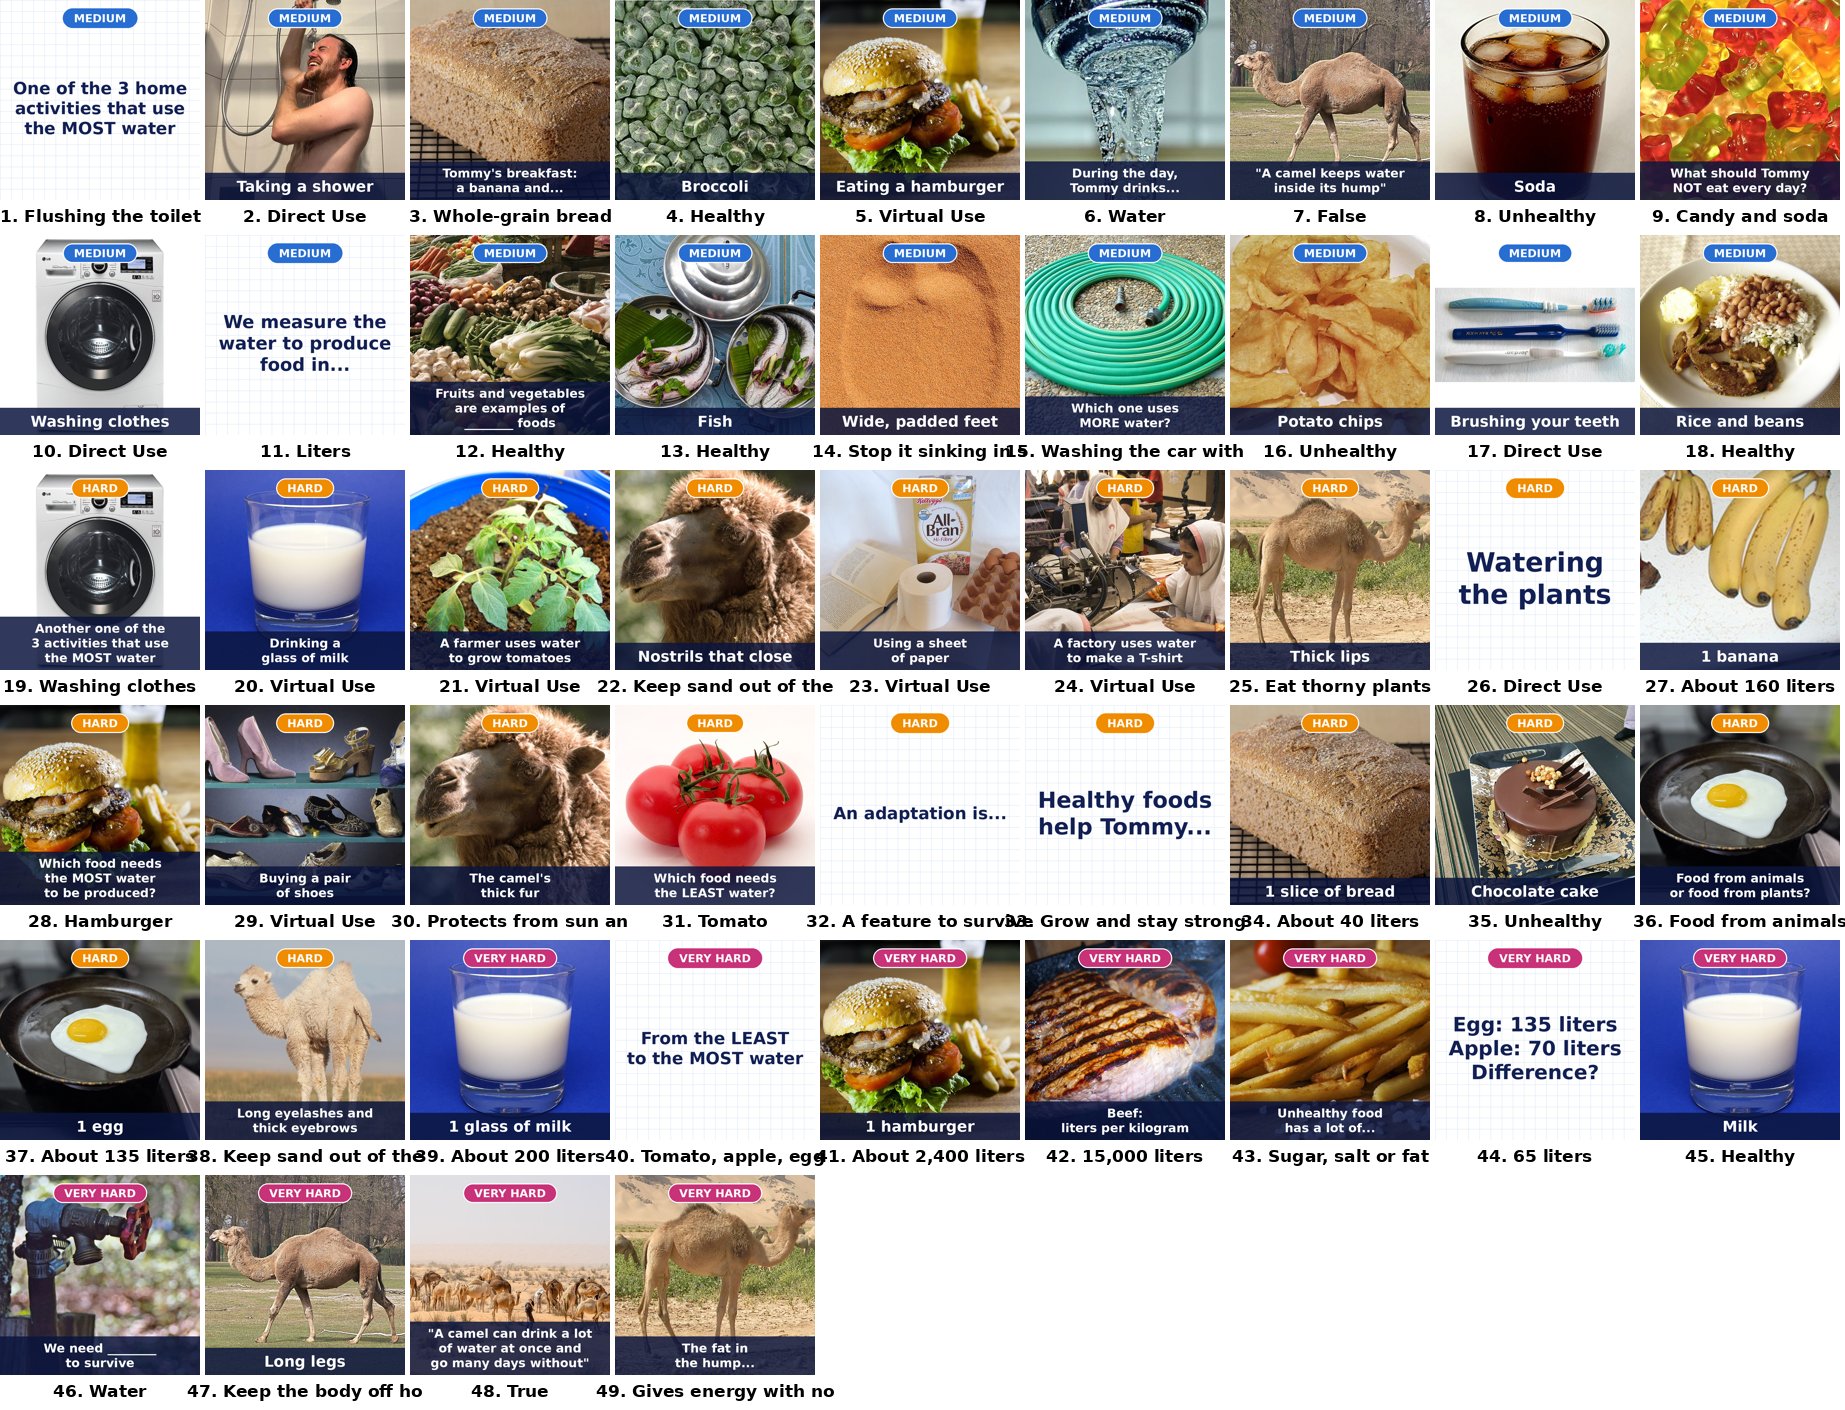 MEDIUM
One of the 3 home
activities that use
the MOST water
1. Flushing the toilet
MEDIUM
Taking a shower
2. Direct Use
MEDIUM
Tommy's breakfast:
a banana and...
3. Whole-grain bread
MEDIUM
Broccoli
4. Healthy
MEDIUM
Eating a hamburger
5. Virtual Use
MEDIUM
During the day,
Tommy drinks...
6. Water
MEDIUM
"A camel keeps water
inside its hump"
7. False
MEDIUM
Soda
8. Unhealthy
MEDIUM
What should Tommy
NOT eat every day?
9. Candy and soda
MEDIUM
Washing clothes
10. Direct Use
MEDIUM
We measure the
water to produce
food in...
11. Liters
MEDIUM
Fruits and vegetables
are examples of
_______ foods
12. Healthy
MEDIUM
Fish
13. Healthy
MEDIUM
Wide, padded feet
14. Stop it sinking in s
MEDIUM
Which one uses
MORE water?
15. Washing the car with
MEDIUM
Potato chips
16. Unhealthy
MEDIUM
Brushing your teeth
17. Direct Use
MEDIUM
Rice and beans
18. Healthy
HARD
Another one of the
3 activities that use
the MOST water
19. Washing clothes
HARD
Drinking a
glass of milk
20. Virtual Use
HARD
A farmer uses water
to grow tomatoes
21. Virtual Use
HARD
Nostrils that close
22. Keep sand out of the
HARD
All-
Bran
Using a sheet
of paper
23. Virtual Use
HARD
A factory uses water
to make a T-shirt
24. Virtual Use
HARD
Thick lips
25. Eat thorny plants
HARD
Watering
the plants
26. Direct Use
HARD
1 banana
27. About 160 liters
HARD
Which food needs
the MOST water
to be produced?
28. Hamburger
HARD
Buying a pair
of shoes
29. Virtual Use
HARD
The camel's
thick fur
30. Protects from sun an
HARD
Which food needs
the LEAST water?
31. Tomato
HARD
An adaptation is...
32. A feature to survive
HARD
Healthy foods
help Tommy...
33. Grow and stay strong
HARD
1 slice of bread
34. About 40 liters
HARD
Chocolate cake
35. Unhealthy
HARD
Food from animals
or food from plants?
36. Food from animals
HARD
1 egg
37. About 135 liters
HARD
Long eyelashes and
thick eyebrows
38. Keep sand out of the
VERY HARD
1 glass of milk
39. About 200 liters
VERY HARD
From the LEAST
to the MOST water
40. Tomato, apple, egg
VERY HARD
1 hamburger
41. About 2,400 liters
VERY HARD
Beef:
liters per kilogram
42. 15,000 liters
VERY HARD
Unhealthy food
has a lot of...
43. Sugar, salt or fat
VERY HARD
Egg: 135 liters
Apple: 70 liters
Difference?
44. 65 liters
VERY HARD
Milk
45. Healthy
VERY HARD
We need _______
to survive
46. Water
VERY HARD
Long legs
47. Keep the body off ho
VERY HARD
"A camel can drink a lot
of water at once and
go many days without"
48. True
VERY HARD
The fat in
the hump...
49. Gives energy with no